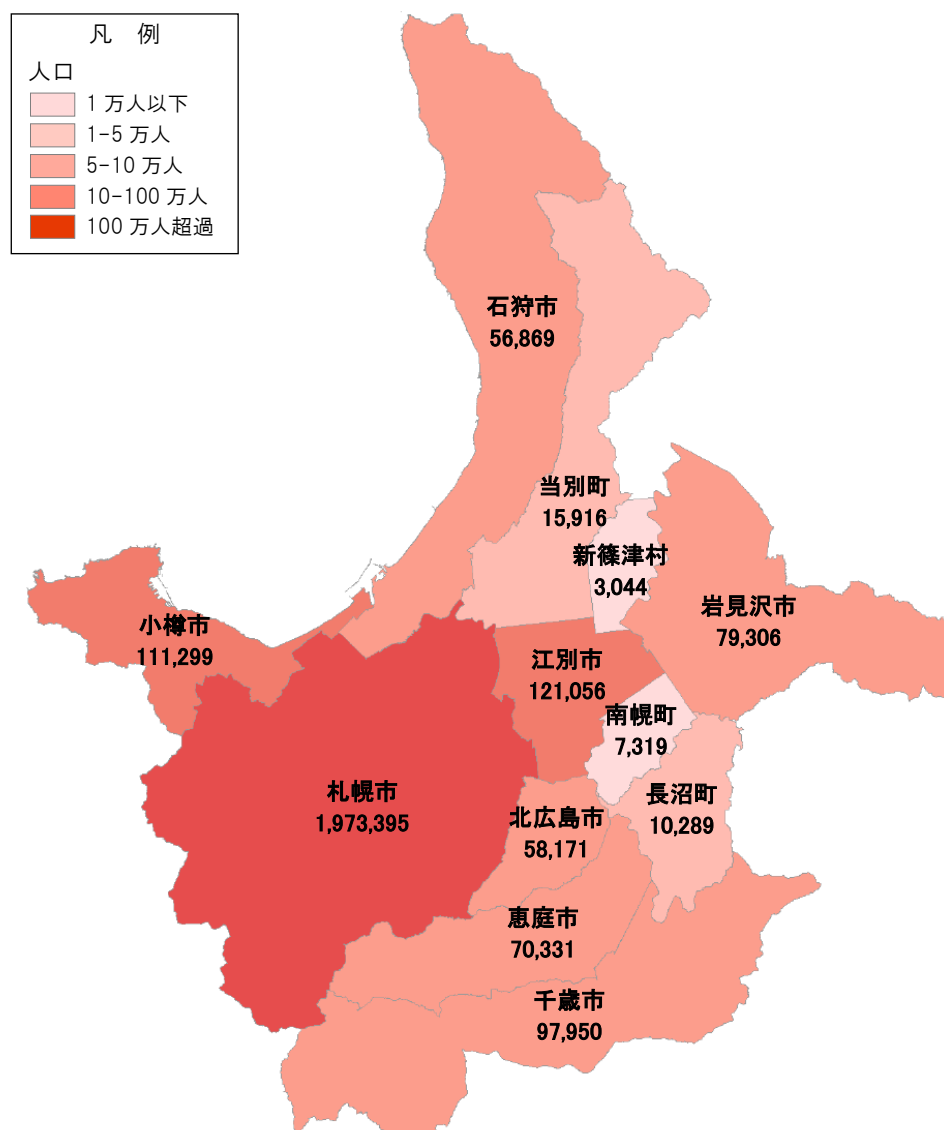 凡　例
人口
1 万人以下
1-5 万人
5-10 万人
10-100 万人
100 万人超過
石狩市
56,869
当別町
15,916
新篠津村
3,044
岩見沢市
79,306
小樽市
111,299
江別市
121,056
南幌町
7,319
札幌市
1,973,395
長沼町
10,289
北広島市
58,171
恵庭市
70,331
千歳市
97,950